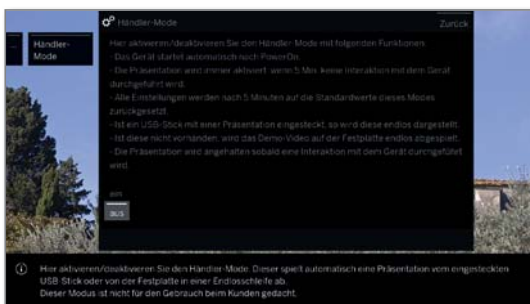 Händler-Mode
Zurück
...
Händler-
Mode
Hier aktivieren/deaktivieren Sie den Händler Mode mit folgenden Funktionen
- Das Gerät startet automatisch nach PowerOn.
- Die Präsentation wird immer aktiviert, wenn 5 Min. keine Interaktion mit dem Gerät
durchgeführt wird.
- Alle Einstellungen werden nach 5 Minuten auf die Standardwerte dieses Modes
zurückgesetzt.
- Ist ein USB-Stick mit einer Präsentation eingesteckt, so wird diese endlos dargestellt.
- Ist diese nicht vorhanden, wird das Demo-Video auf der Festplatte endlos abgespielt.
- Die Präsentation wird angehalten sobald eine Interaktion mit dem Gerät durchgeführt
wird.
ein
aus
Hier aktivieren/deaktivieren Sie den Händler-Mode. Dieser spielt automatisch eine Präsentation vom eingesteckten
USB-Stick oder von der Festplatte in einer Endlosschleife ab.
Dieser Modus ist nicht für den Gebrauch beim Kunden gedacht.